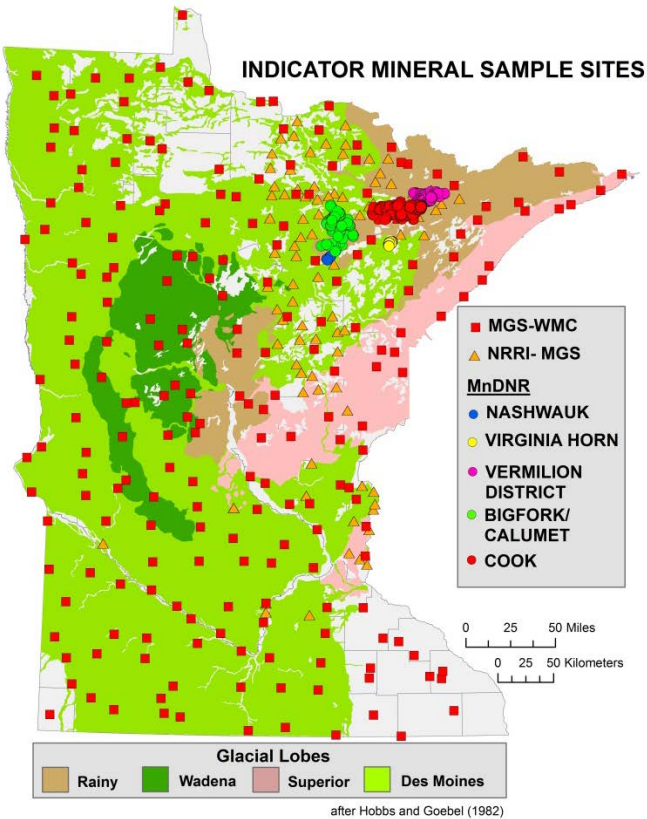 INDICATOR MINERAL SAMPLE SITES
MGS-WMC
NRRI- MGS
MnDNR
NASHWAUK
VIRGINIA HORN
VERMILION
DISTRICT
BIGFORK/
CALUMET
COOK
0 25 50 Miles
0 25 50 Kilometers
Glacial Lobes
Rainy Wadena Superior Des Moines
after Hobbs and Goebel (1982)